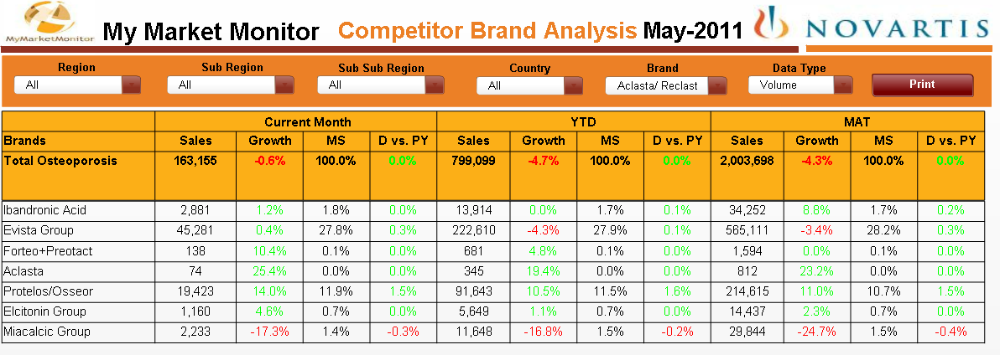 MyMarketMonitor
My Market Monitor Competitor Brand Analysis May-2011
NOVARTIS
Region Sub Region Sub Sub Region Country Brand Data Type
All All All All Aclasta/ Reclast Volume Print
Current Month YTD MAT
Brands Sales Growth MS D vs. PY Sales Growth MS D vs. PY Sales Growth MS D vs. PY
Total Osteoporosis 163,155 -0.6% 100.0% 0.0% 799,099 -4.7% 100.0% 0.0% 2,003,698 -4.3% 100.0% 0.0%
Ibandronic Acid 2,881 1.2% 1.8% 0.0% 13,914 0.0% 1.7% 0.1% 34,252 8.8% 1.7% 0.2%
Evista Group 45,281 0.4% 27.8% 0.3% 222,610 -4.3% 27.9% 0.1% 565,111 -3.4% 28.2% 0.3%
Forteo+Preotact 138 10.4% 0.1% 0.0% 681 4.6% 0.1% 0.0% 1,594 0.0% 0.1% 0.0%
Aclasta 74 25.4% 0.0% 0.0% 345 19.4% 0.0% 0.0% 812 23.2% 0.0% 0.0%
Protelos/Osseor 19,423 14.0% 11.9% 1.5% 91,643 10.5% 11.5% 1.6% 214,615 11.0% 10.7% 1.5%
Elcitonin Group 1,160 4.6% 0.7% 0.0% 5,649 1.1% 0.7% 0.0% 14,437 2.3% 0.7% 0.0%
Miacalcic Group 2,233 -17.3% 1.4% -0.3% 11,648 -16.8% 1.5% -0.2% 29,844 -24.7% 1.5% -0.4%